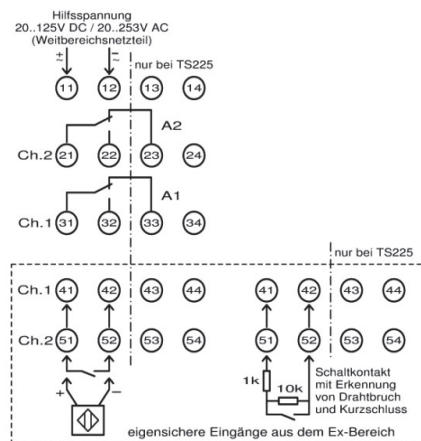 Hilfsspannung
20..125V DC / 20..253V AC
(Weitbereichsnetzteil)
± ~ − ~ nur bei TS225
11 12 13 14
A2
Ch.2 21 22 23 24
A1
Ch.1 31 32 33 34
nur bei TS225
Ch.1 41 42 43 44 41 42 43 44
Ch.2 51 52 53 54 51 52 53 54
1k 10k
+ −
Schaltkontakt
mit Erkennung
von Drahtbruch
und Kurzschluss
eigensichere Eingänge aus dem Ex-Bereich